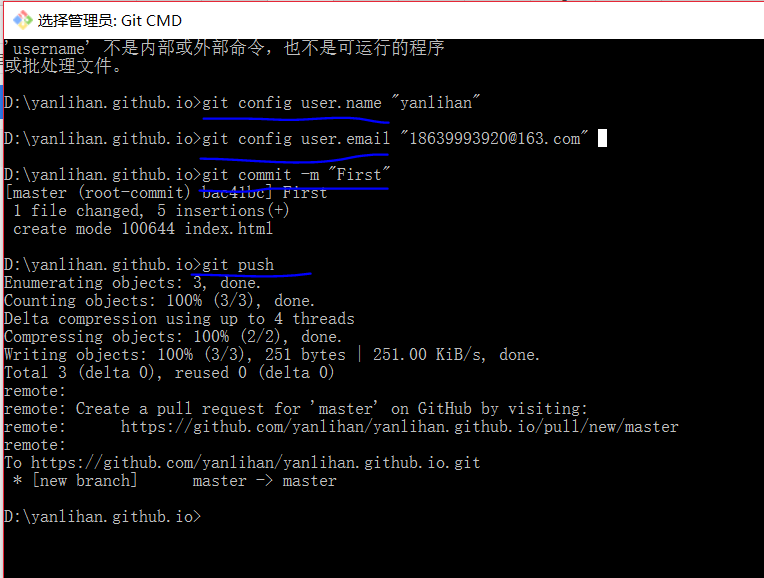 选择管理员: Git CMD
'username' 不是内部或外部命令，也不是可运行的程序
或批处理文件。
D:\yanlihan.github.io>git config user.name "yanlihan"
D:\yanlihan.github.io>git config user.email "18639993920@163.com"
D:\yanlihan.github.io>git commit -m "First"
[master (root-commit) bac41bc] First
1 file changed, 5 insertions(+)
create mode 100644 index.html
D:\yanlihan.github.io>git push
Enumerating objects: 3, done.
Counting objects: 100% (3/3), done.
Delta compression using up to 4 threads
Compressing objects: 100% (2/2), done.
Writing objects: 100% (3/3), 251 bytes | 251.00 KiB/s, done.
Total 3 (delta 0), reused 0 (delta 0)
remote:
remote: Create a pull request for 'master' on GitHub by visiting:
remote:      https://github.com/yanlihan/yanlihan.github.io/pull/new/master
remote:
To https://github.com/yanlihan/yanlihan.github.io.git
* [new branch]      master -> master
D:\yanlihan.github.io>